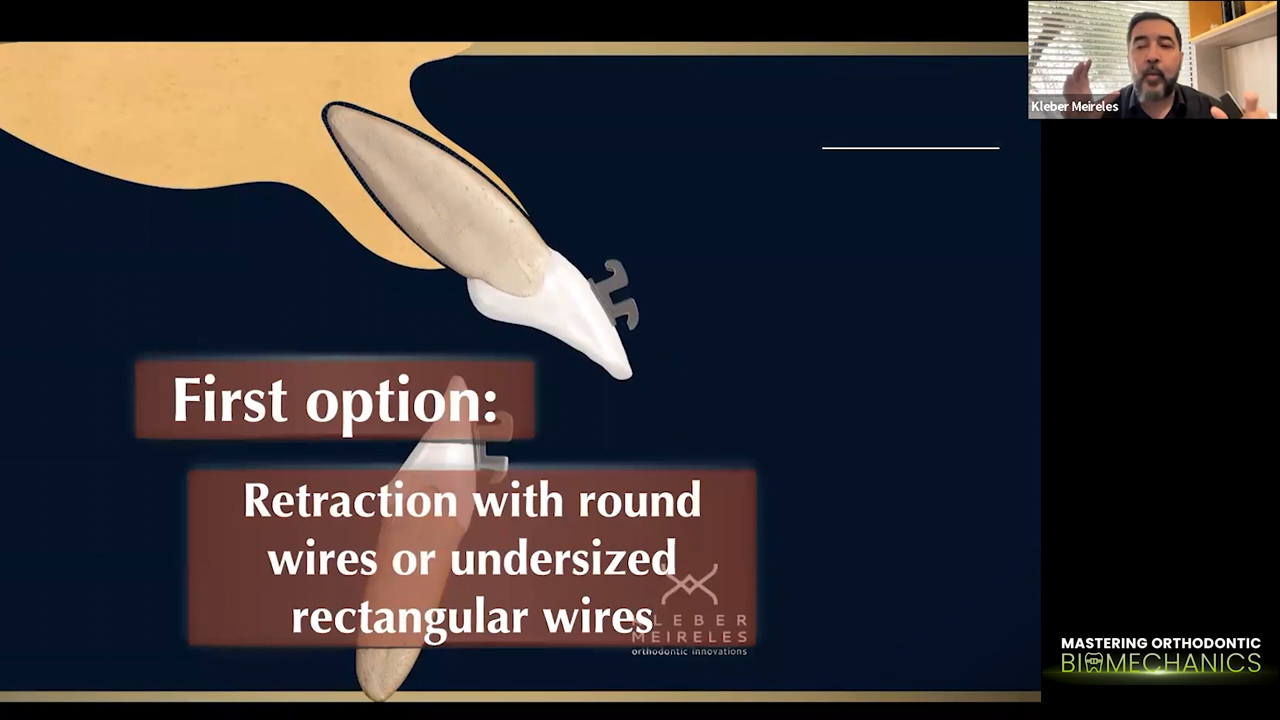 Kleber Meireles
First option:
Retraction with round
wires or undersized
rectangular wires
KLEBER
MEIRELES
orthodontic innovations
MASTERING ORTHODONTIC
BIOMECHANICS